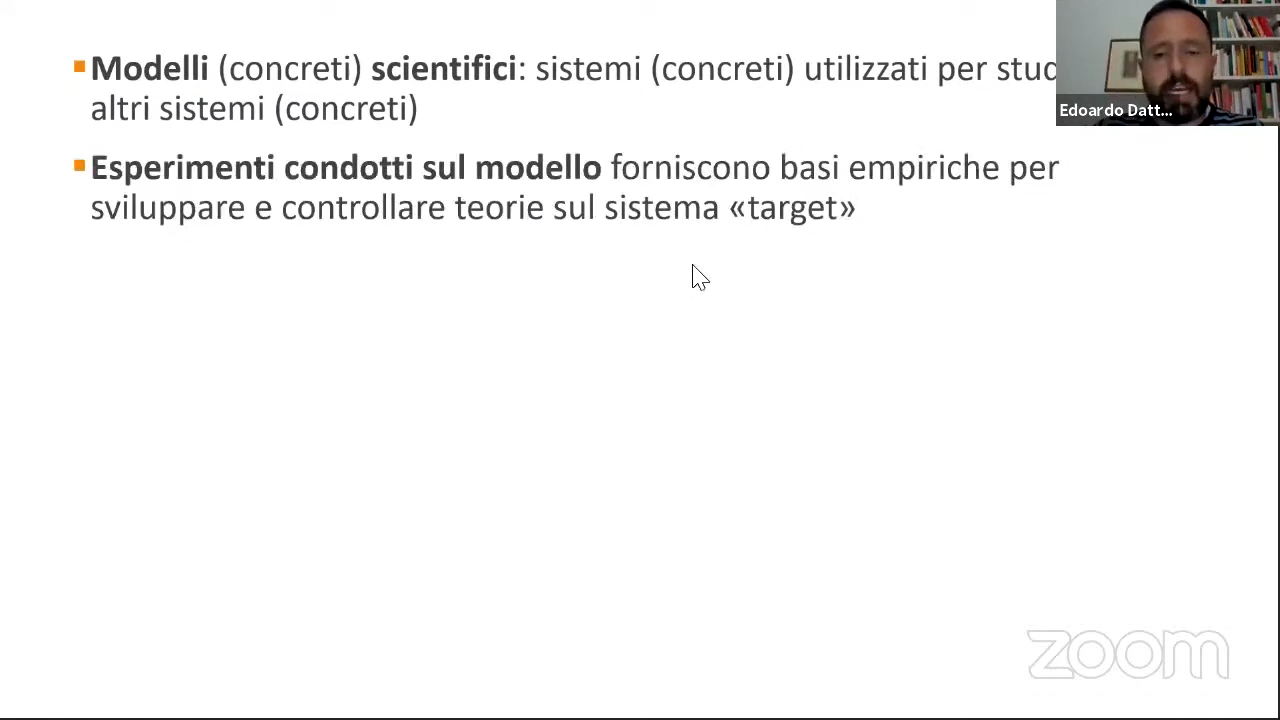 Modelli (concreti) scientifici: sistemi (concreti) utilizzati per
altri sistemi (concreti)
Esperimenti condotti sul modello forniscono basi empiriche per
sviluppare e controllare teorie sul sistema «target»
Edoardo Datt...
zoom